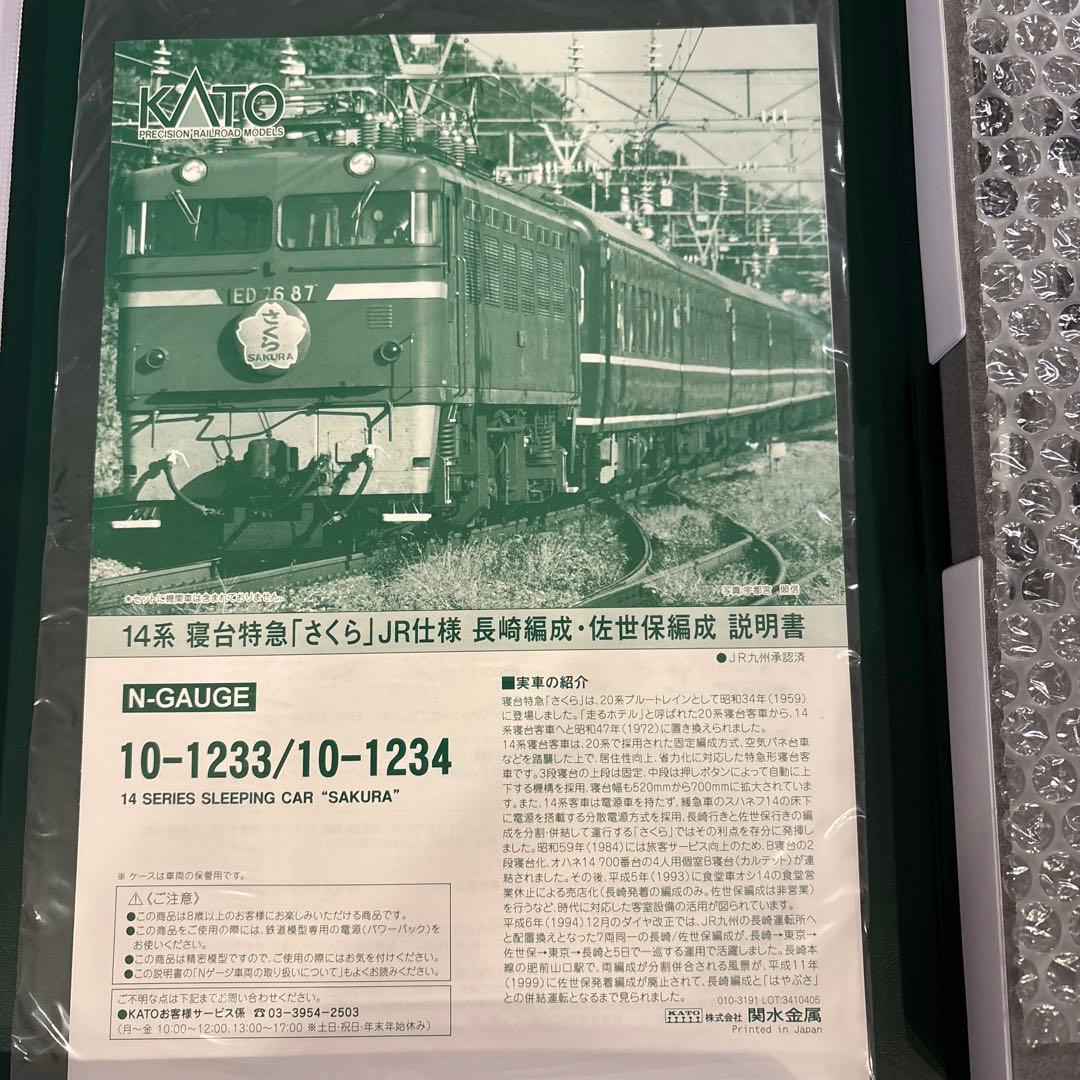 KATO
PRECISION RAILROAD MODELS
ED 76 87
さくら
SAKURA
※セットに機関車は含まれておりません。
写真:宇都宮 照信
14系 寝台特急「さくら」JR仕様 長崎編成・佐世保編成 説明書
●JR九州承認済
N-GAUGE
10-1233/10-1234
14 SERIES SLEEPING CAR “SAKURA”
※ ケースは車両の保管用です。
⚠《ご注意》
●この商品は8歳以上のお客様にお楽しみいただける商品です。
●この商品をご使用の際には、鉄道模型専用の電源(パワーパック)を
お使いください。
●この商品は精密模型ですので、ご使用の際にはお気を付けください。
●この説明書の「Nゲージ車両の取り扱いについて」もよくお読みください。
ご不明な点は下記までお問い合わせください。
●KATOお客様サービス係 ☎03-3954-2503
(月〜金 10:00〜12:00、13:00〜17:00 ※土日・祝日・年末年始休み)
■実車の紹介
寝台特急「さくら」は、20系ブルートレインとして昭和34年(1959)
に登場しました。「走るホテル」と呼ばれた20系寝台客車から、14
系寝台客車へと昭和47年(1972)に置き換えられました。
14系寝台客車は、20系で採用された固定編成方式、空気バネ台車
などを踏襲した上で、居住性向上、省力化に対応した特急形寝台客
車です。3段寝台の上段は固定、中段は押しボタンによって自動に上
下する機構を採用、寝台幅も520mmから700mmに拡大されていま
す。また、14系客車は電源車を持たず、緩急車のスハネフ14の床下
に電源を搭載する分散電源方式を採用、長崎行きと佐世保行きの編
成を分割・併結して運行する「さくら」ではその利点を存分に発揮し
ました。昭和59年(1984)には旅客サービス向上のため、B寝台の2
段寝台化、オハネ14 700番台の4人用個室B寝台(カルテット)が連
結されました。その後、平成5年(1993)に食堂車オシ14の食堂営
業休止による売店化(長崎発着の編成のみ。佐世保編成は非営業)
を行うなど、時代に対応した客室設備の活用が図られています。
平成6年(1994)12月のダイヤ改正では、JR九州の長崎運転所へ
と配置換えとなった7両同一の長崎/佐世保編成が、長崎→東京→
佐世保→東京→長崎と5日で一巡する運用で活躍しました。長崎本
線の肥前山口駅で、両編成が分割併合される風景が、平成11年
(1999)に佐世保発着編成が廃止されて、長崎編成と「はやぶさ」
との併結運転となるまで見られました。
010-3191 LOT:3410405
KATO 株式会社 関水金属
Printed in Japan